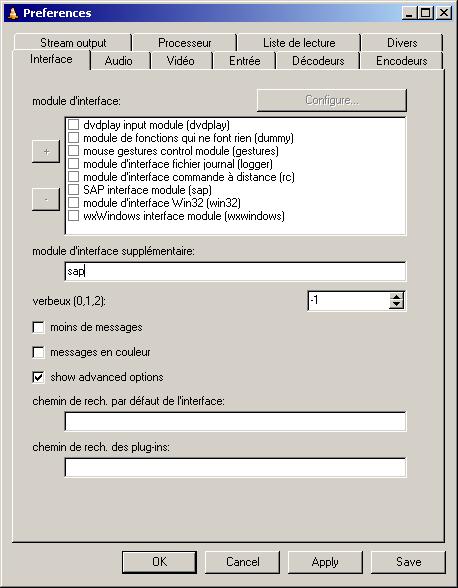 Preferences
Stream output
Processeur
Liste de lecture
Divers
Interface
Audio
Vidéo
Entrée
Décodeurs
Encodeurs
module d'interface:
Configure...
dvdplay input module (dvdplay)
module de fonctions qui ne font rien (dummy)
mouse gestures control module (gestures)
module d'interface fichier journal (logger)
module d'interface commande à distance (rc)
SAP interface module (sap)
module d'interface Win32 (win32)
wxWindows interface module (wxwindows)
+
-
module d'interface supplémentaire:
sap
verbeux (0,1,2):
-1
moins de messages
messages en couleur
show advanced options
chemin de rech. par défaut de l'interface:
chemin de rech. des plug-ins:
OK
Cancel
Apply
Save